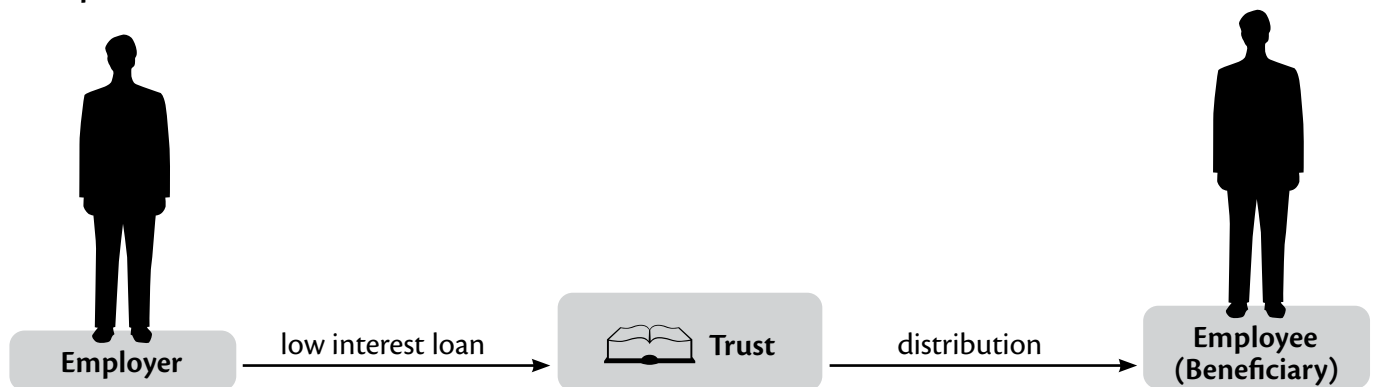 Employer
low interest loan
Trust
distribution
Employee
(Beneficiary)